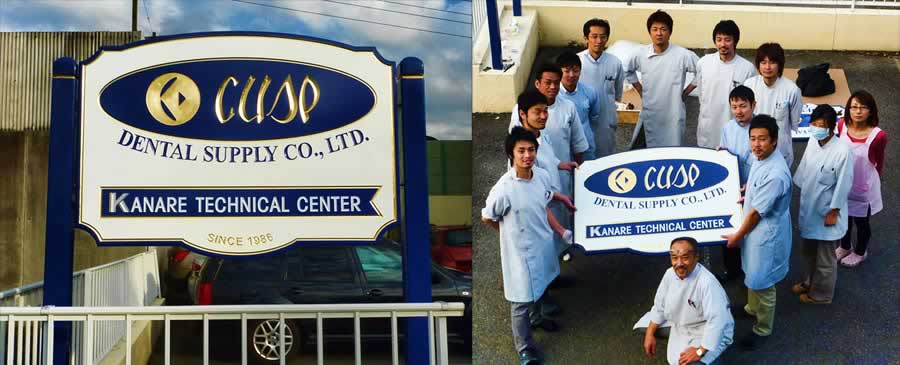 CUSP
DENTAL SUPPLY CO., LTD.
KANARE TECHNICAL CENTER
SINCE 1986
CUSP
DENTAL SUPPLY CO., LTD.
KANARE TECHNICAL CENTER